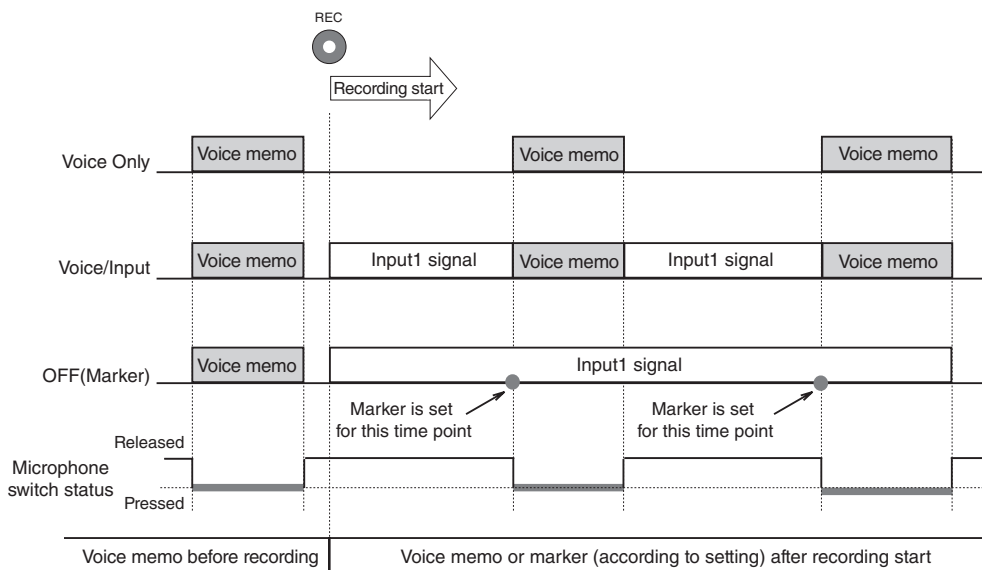 REC
Recording start
Voice Only
Voice memo
Voice memo
Voice memo
Voice/Input
Voice memo
Input1 signal
Voice memo
Input1 signal
Voice memo
OFF(Marker)
Voice memo
Input1 signal
Marker is set
for this time point
Marker is set
for this time point
Released
Microphone
switch status
Pressed
Voice memo before recording
Voice memo or marker (according to setting) after recording start